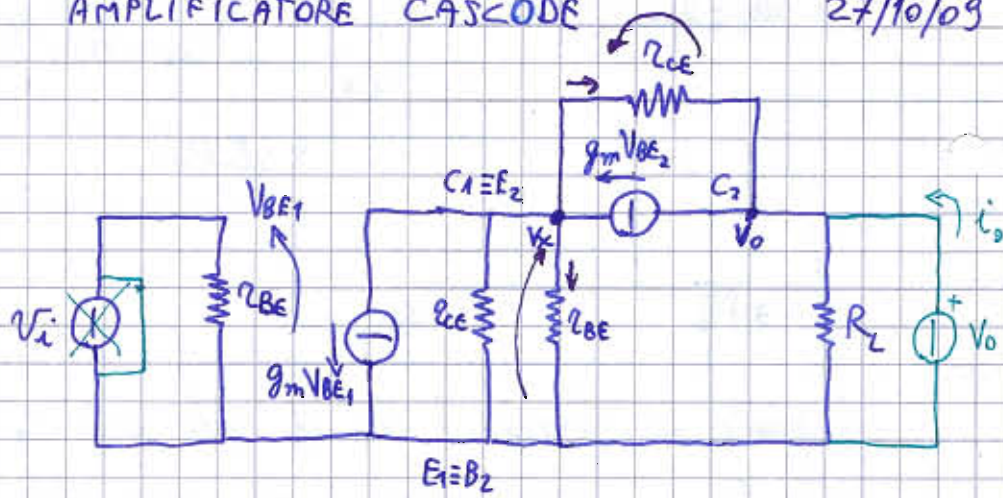 AMPLIFICATORE CASCODE 27/10/09
rCE
gmVBE2
C1≡E2 C2
VBE1
Vx Vo io
Vi rBE rCE rBE RL + Vo
gmVBE1
E1≡B2